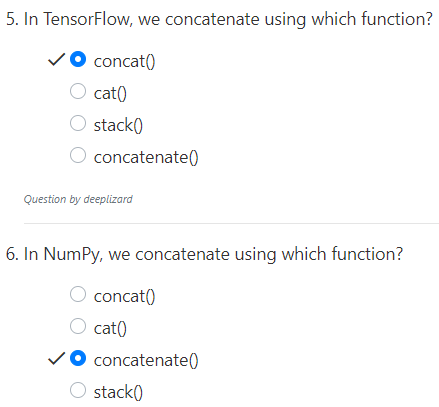 5. In TensorFlow, we concatenate using which function?
concat()
cat()
stack()
concatenate()
Question by deeplizard
6. In NumPy, we concatenate using which function?
concat()
cat()
concatenate()
stack()